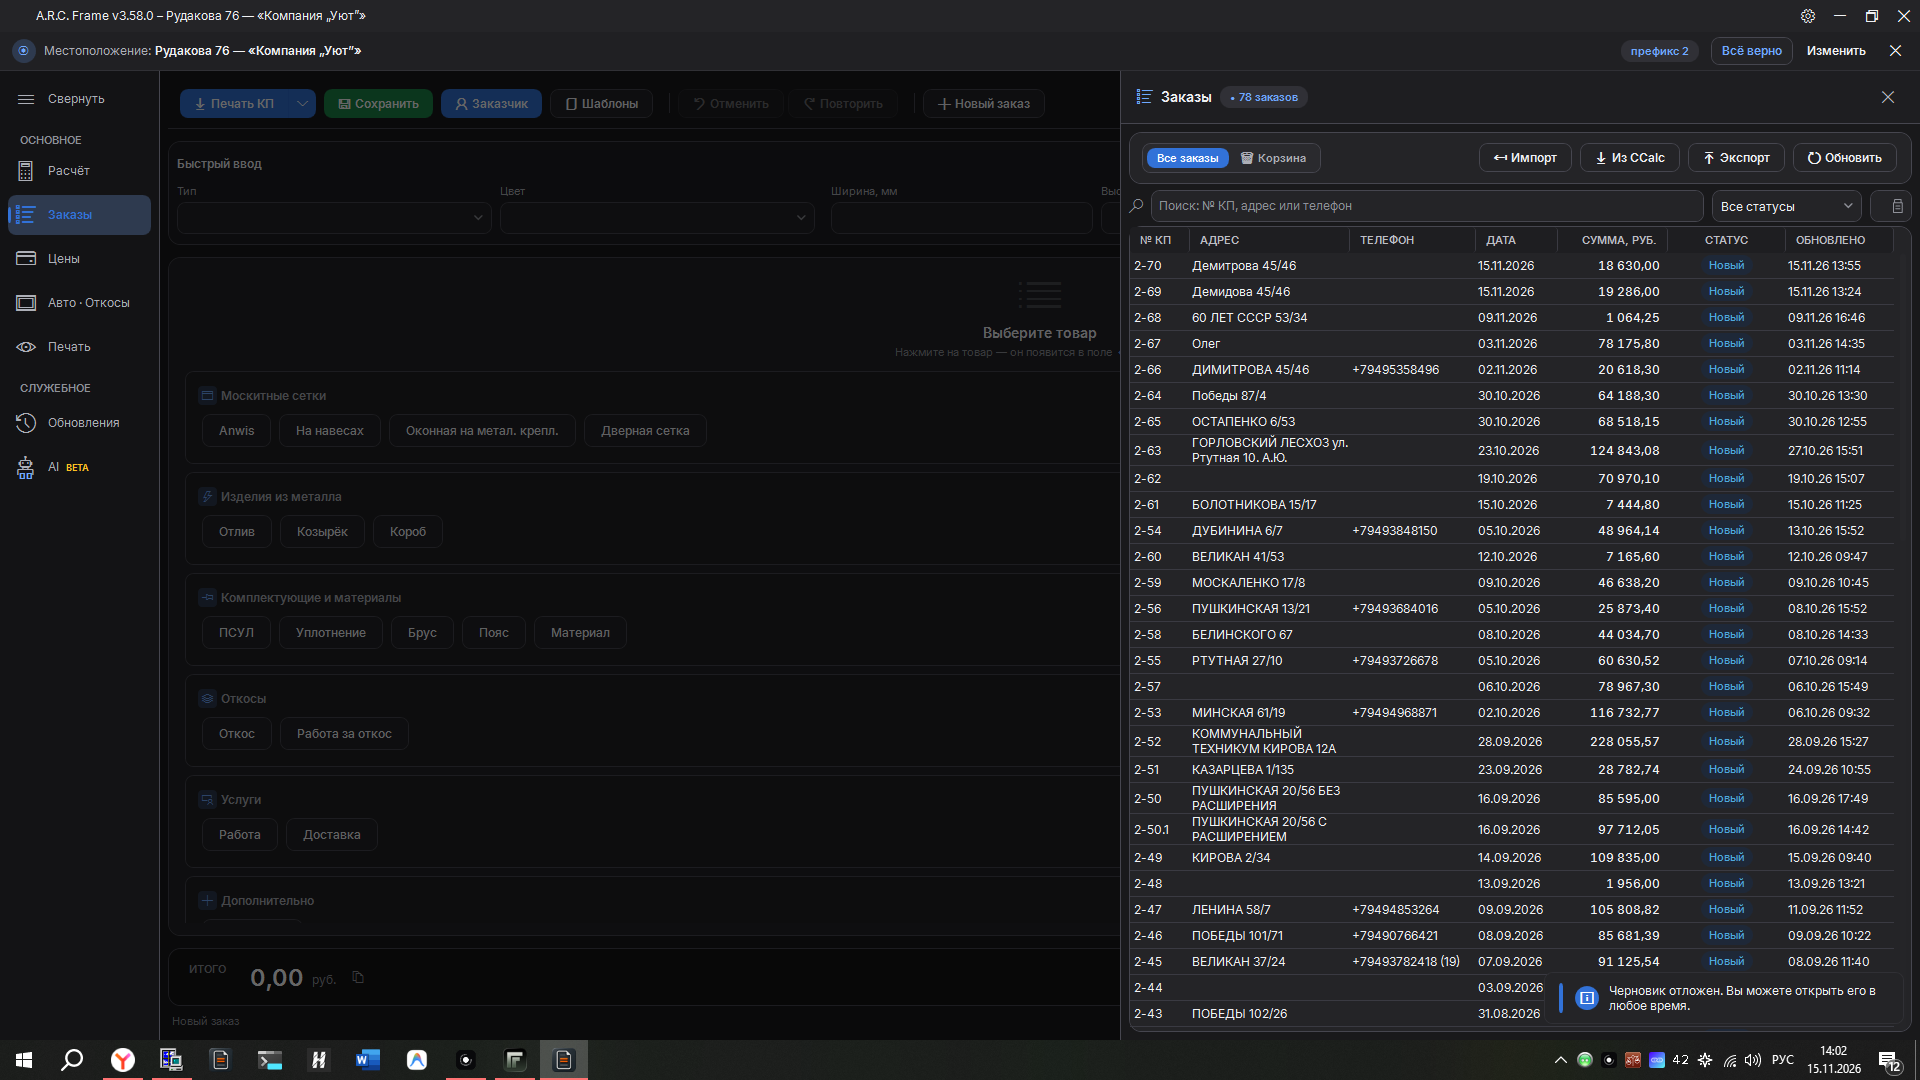 A.R.C. Frame v3.58.0 – Рудакова 76 — «Компания „Уют“»
Местоположение: Рудакова 76 — «Компания „Уют“»
префикс 2
Всё верно
Изменить
Свернуть
ОСНОВНОЕ
Расчёт
Заказы
Цены
Авто · Откосы
Печать
СЛУЖЕБНОЕ
Обновления
AI BETA
Печать КП
Сохранить
Заказчик
Шаблоны
Отменить
Повторить
Новый заказ
Быстрый ввод
Тип
Цвет
Ширина, мм
Выс
Выберите товар
Нажмите на товар — он появится в поле
Москитные сетки
Anwis
На навесах
Оконная на метал. крепл.
Дверная сетка
Изделия из металла
Отлив
Козырёк
Короб
Комплектующие и материалы
ПСУЛ
Уплотнение
Брус
Пояс
Материал
Откосы
Откос
Работа за откос
Услуги
Работа
Доставка
Дополнительно
ИТОГО
0,00 руб.
Новый заказ
Заказы
• 78 заказов
Все заказы
Корзина
Импорт
Из CCalc
Экспорт
Обновить
Поиск: № КП, адрес или телефон
Все статусы
№ КП АДРЕС ТЕЛЕФОН ДАТА СУММА, РУБ. СТАТУС ОБНОВЛЕНО
2-70 Демитрова 45/46 15.11.2026 18 630,00 Новый 15.11.26 13:55
2-69 Демидова 45/46 15.11.2026 19 286,00 Новый 15.11.26 13:24
2-68 60 ЛЕТ СССР 53/34 09.11.2026 1 064,25 Новый 09.11.26 16:46
2-67 Олег 03.11.2026 78 175,80 Новый 03.11.26 14:35
2-66 ДИМИТРОВА 45/46 +79495358496 02.11.2026 20 618,30 Новый 02.11.26 11:14
2-64 Победы 87/4 30.10.2026 64 188,30 Новый 30.10.26 13:30
2-65 ОСТАПЕНКО 6/53 30.10.2026 68 518,15 Новый 30.10.26 12:55
2-63 ГОРЛОВСКИЙ ЛЕСХОЗ ул. Ртутная 10. А.Ю. 23.10.2026 124 843,08 Новый 27.10.26 15:51
2-62 19.10.2026 70 970,10 Новый 19.10.26 15:07
2-61 БОЛОТНИКОВА 15/17 15.10.2026 7 444,80 Новый 15.10.26 11:25
2-54 ДУБИНИНА 6/7 +79493848150 05.10.2026 48 964,14 Новый 13.10.26 15:52
2-60 ВЕЛИКАН 41/53 12.10.2026 7 165,60 Новый 12.10.26 09:47
2-59 МОСКАЛЕНКО 17/8 09.10.2026 46 638,20 Новый 09.10.26 10:45
2-56 ПУШКИНСКАЯ 13/21 +79493684016 05.10.2026 25 873,40 Новый 08.10.26 15:52
2-58 БЕЛИНСКОГО 67 08.10.2026 44 034,70 Новый 08.10.26 14:33
2-55 РТУТНАЯ 27/10 +79493726678 05.10.2026 60 630,52 Новый 07.10.26 09:14
2-57 06.10.2026 78 967,30 Новый 06.10.26 15:49
2-53 МИНСКАЯ 61/19 +79494968871 02.10.2026 116 732,77 Новый 06.10.26 09:32
2-52 КОММУНАЛЬНЫЙ ТЕХНИКУМ КИРОВА 12А 28.09.2026 228 055,57 Новый 28.09.26 15:27
2-51 КАЗАРЦЕВА 1/135 23.09.2026 28 782,74 Новый 24.09.26 10:55
2-50 ПУШКИНСКАЯ 20/56 БЕЗ РАСШИРЕНИЯ 16.09.2026 85 595,00 Новый 16.09.26 17:49
2-50.1 ПУШКИНСКАЯ 20/56 С РАСШИРЕНИЕМ 16.09.2026 97 712,05 Новый 16.09.26 14:42
2-49 КИРОВА 2/34 14.09.2026 109 835,00 Новый 15.09.26 09:40
2-48 13.09.2026 1 956,00 Новый 13.09.26 13:21
2-47 ЛЕНИНА 58/7 +79494853264 09.09.2026 105 808,82 Новый 11.09.26 11:52
2-46 ПОБЕДЫ 101/71 +79490766421 08.09.2026 85 681,39 Новый 09.09.26 10:22
2-45 ВЕЛИКАН 37/24 +79493782418 (19) 07.09.2026 91 125,54 Новый 08.09.26 11:40
2-44 03.09.2026
2-43 ПОБЕДЫ 102/26 31.08.2026
Черновик отложен. Вы можете открыть его в
любое время.
42
РУС
14:02
15.11.2026
12